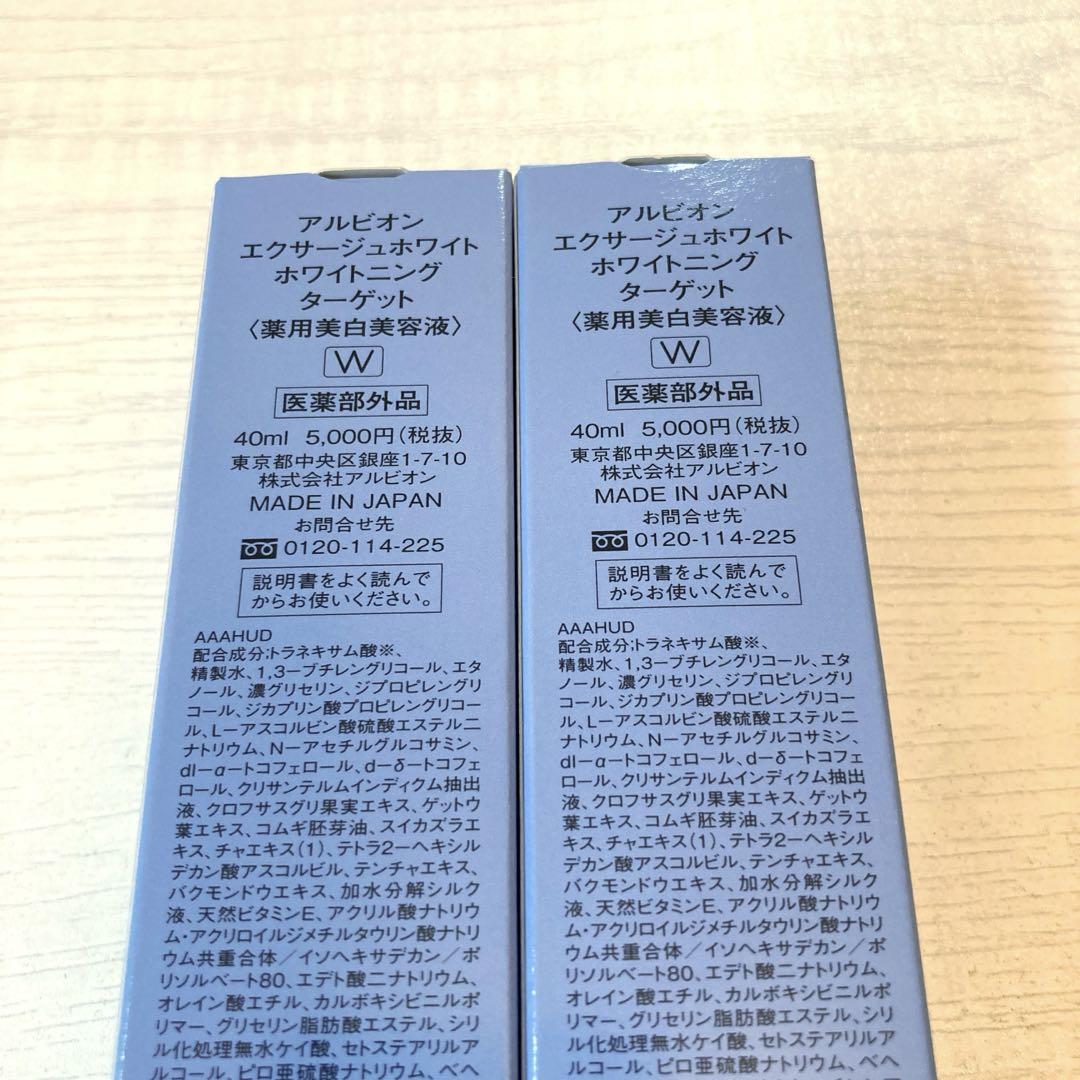 アルビオン
エクサージュホワイト
ホワイトニング
ターゲット
〈薬用美白美容液〉
W
医薬部外品
40ml 5,000円(税抜)
東京都中央区銀座1-7-10
株式会社アルビオン
MADE IN JAPAN
お問合せ先
0120-114-225
説明書をよく読んで
からお使いください。
AAAHUD
配合成分;トラネキサム酸※、
精製水、1,3ーブチレングリコール、エタ
ノール、濃グリセリン、ジプロピレングリ
コール、ジカプリン酸プロピレングリコー
ル、Lーアスコルビン酸硫酸エステル二
ナトリウム、Nーアセチルグルコサミン、
dlーαートコフェロール、dーδートコフェ
ロール、クリサンテルムインディクム抽出
液、クロフサスグリ果実エキス、ゲットウ
葉エキス、コムギ胚芽油、スイカズラエ
キス、チャエキス(1)、テトラ2ーヘキシル
デカン酸アスコルビル、テンチャエキス、
バクモンドウエキス、加水分解シルク
液、天然ビタミンE、アクリル酸ナトリウ
ム・アクリロイルジメチルタウリン酸ナトリ
ウム共重合体/イソヘキサデカン/ポ
リソルベート80、エデト酸二ナトリウム、
オレイン酸エチル、カルボキシビニルポ
リマー、グリセリン脂肪酸エステル、シリ
ル化処理無水ケイ酸、セトステアリルア
ルコール、ピロ亜硫酸ナトリウム、ベヘ
アルビオン
エクサージュホワイト
ホワイトニング
ターゲット
〈薬用美白美容液〉
W
医薬部外品
40ml 5,000円(税抜)
東京都中央区銀座1-7-10
株式会社アルビオン
MADE IN JAPAN
お問合せ先
0120-114-225
説明書をよく読んで
からお使いください。
AAAHUD
配合成分;トラネキサム酸※、
精製水、1,3ーブチレングリコール、エタ
ノール、濃グリセリン、ジプロピレングリ
コール、ジカプリン酸プロピレングリコー
ル、Lーアスコルビン酸硫酸エステル二
ナトリウム、Nーアセチルグルコサミン、
dlーαートコフェロール、dーδートコフェ
ロール、クリサンテルムインディクム抽出
液、クロフサスグリ果実エキス、ゲットウ
葉エキス、コムギ胚芽油、スイカズラエ
キス、チャエキス(1)、テトラ2ーヘキシル
デカン酸アスコルビル、テンチャエキス、
バクモンドウエキス、加水分解シルク
液、天然ビタミンE、アクリル酸ナトリウ
ム・アクリロイルジメチルタウリン酸ナトリ
ウム共重合体/イソヘキサデカン/ポ
リソルベート80、エデト酸二ナトリウム、
オレイン酸エチル、カルボキシビニルポ
リマー、グリセリン脂肪酸エステル、シリ
ル化処理無水ケイ酸、セトステアリルア
ルコール、ピロ亜硫酸ナトリウム、ベヘ